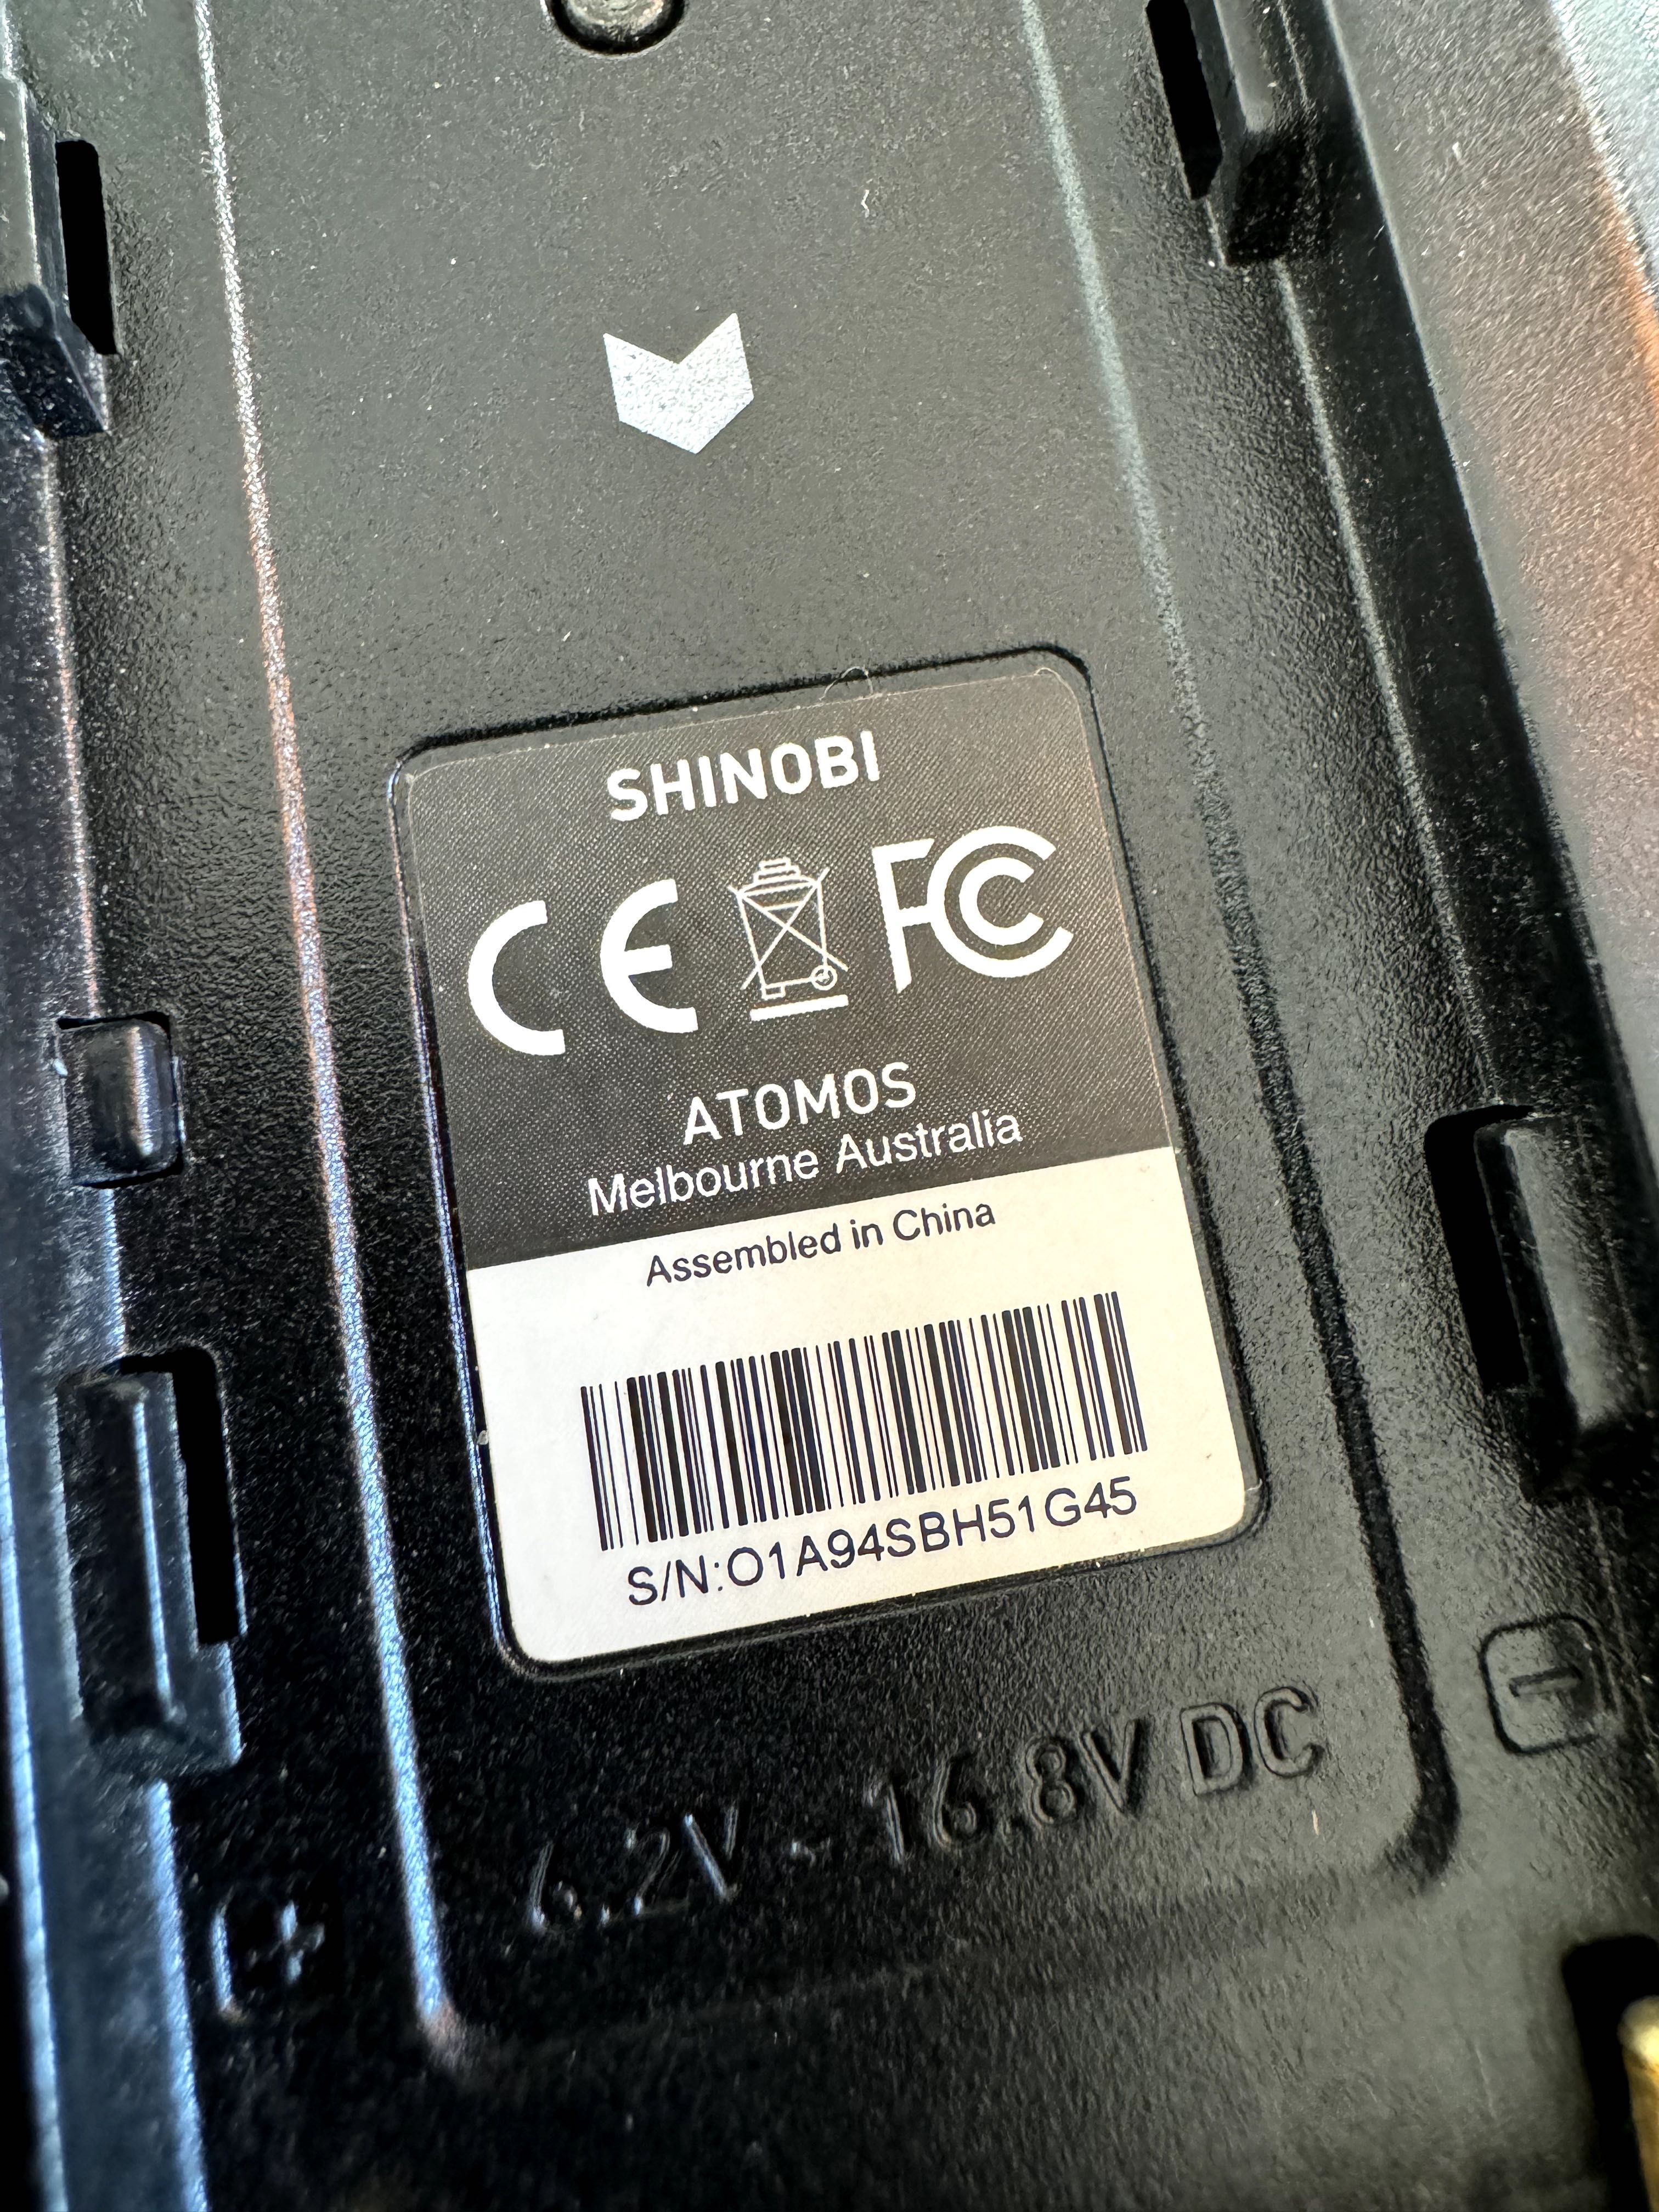 SHINOBI
CE FC
ATOMOS
Melbourne Australia
Assembled in China
S/N:O1A94SBH51G45
6.2V - 16.8V DC
+ -